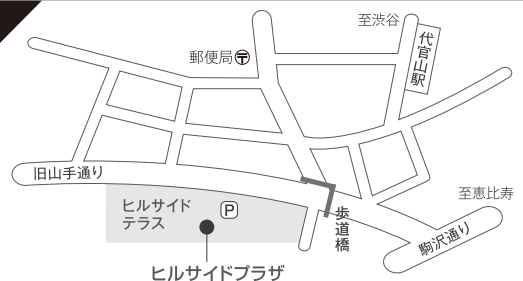 至渋谷
代官山駅
郵便局〒
旧山手通り
至恵比寿
ヒルサイド
テラス
P
歩道橋
駒沢通り
ヒルサイドプラザ